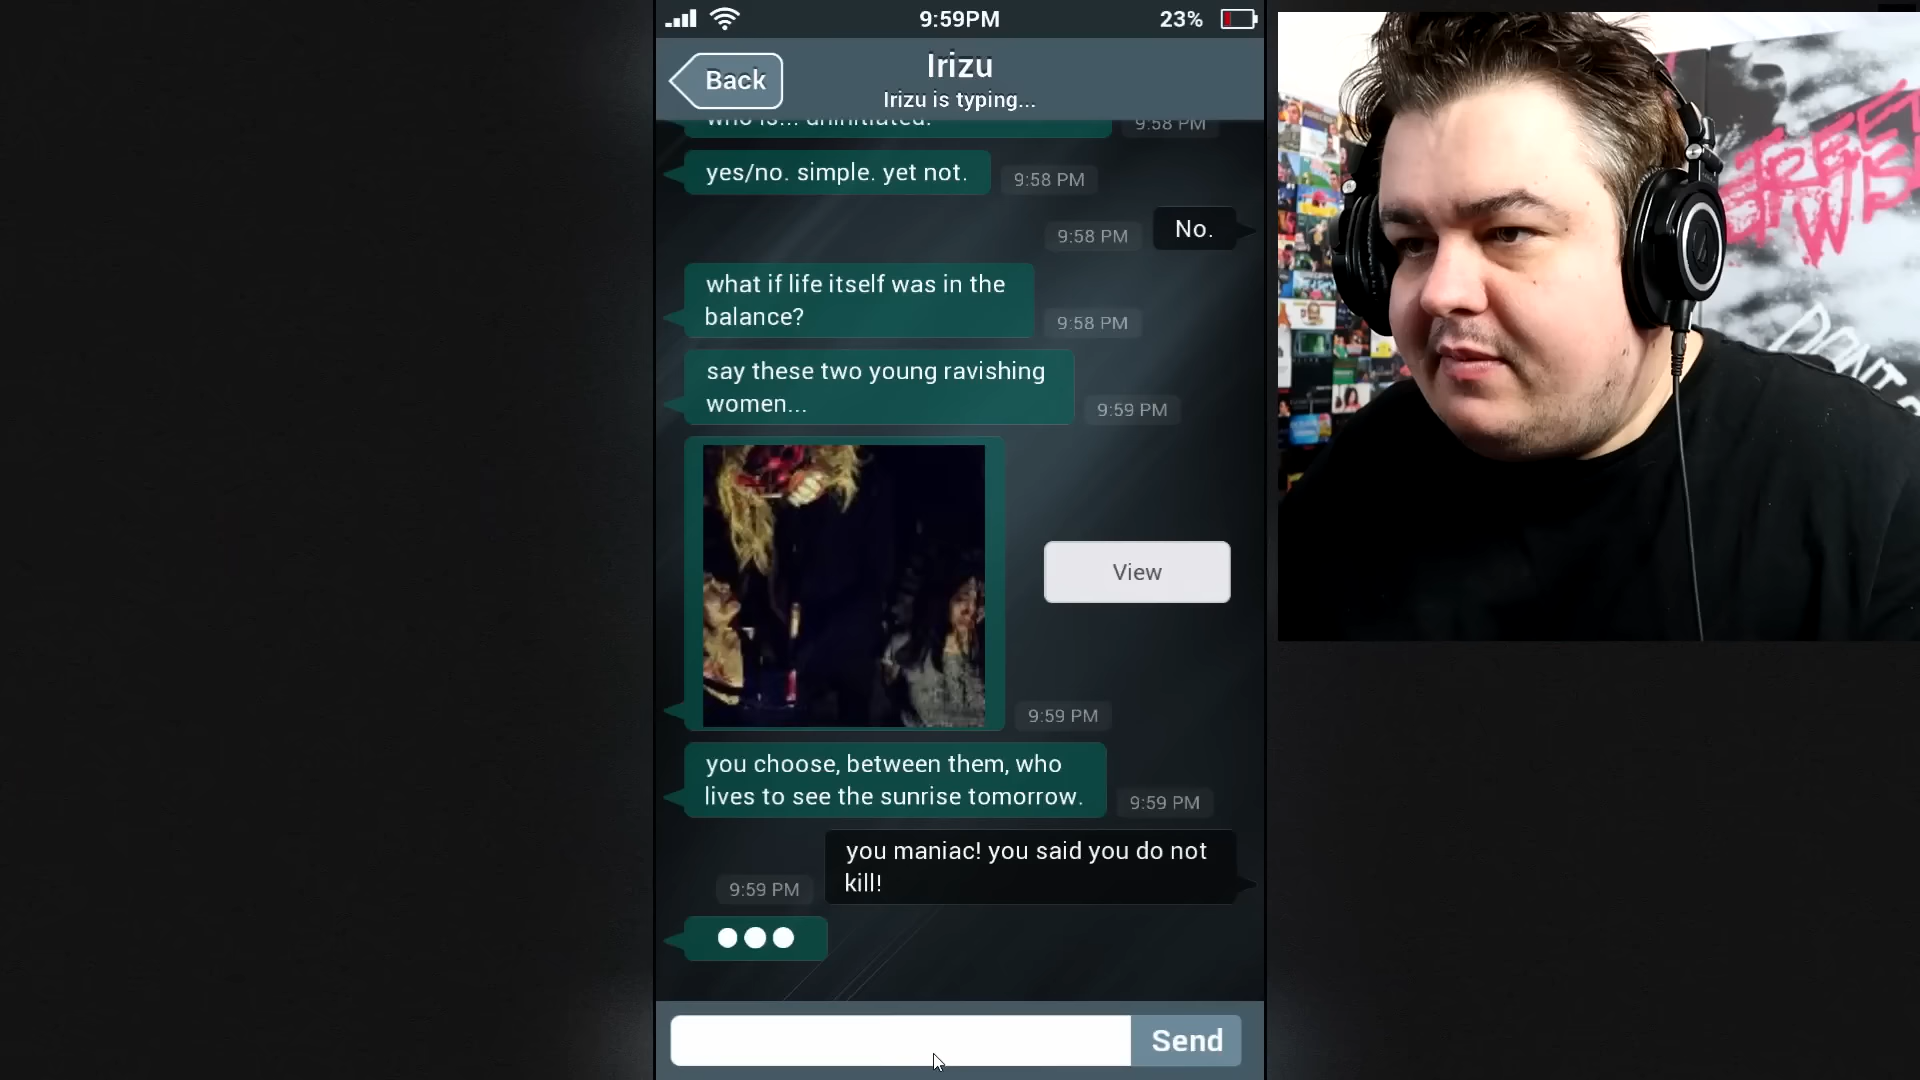 9:59PM
23%
Back
Irizu
Irizu is typing...
who is... uninitiated.
9:58 PM
yes/no. simple. yet not.
9:58 PM
No.
9:58 PM
what if life itself was in the
balance?
9:58 PM
say these two young ravishing
women...
9:59 PM
View
9:59 PM
you choose, between them, who
lives to see the sunrise tomorrow.
9:59 PM
you maniac! you said you do not
kill!
9:59 PM
Send